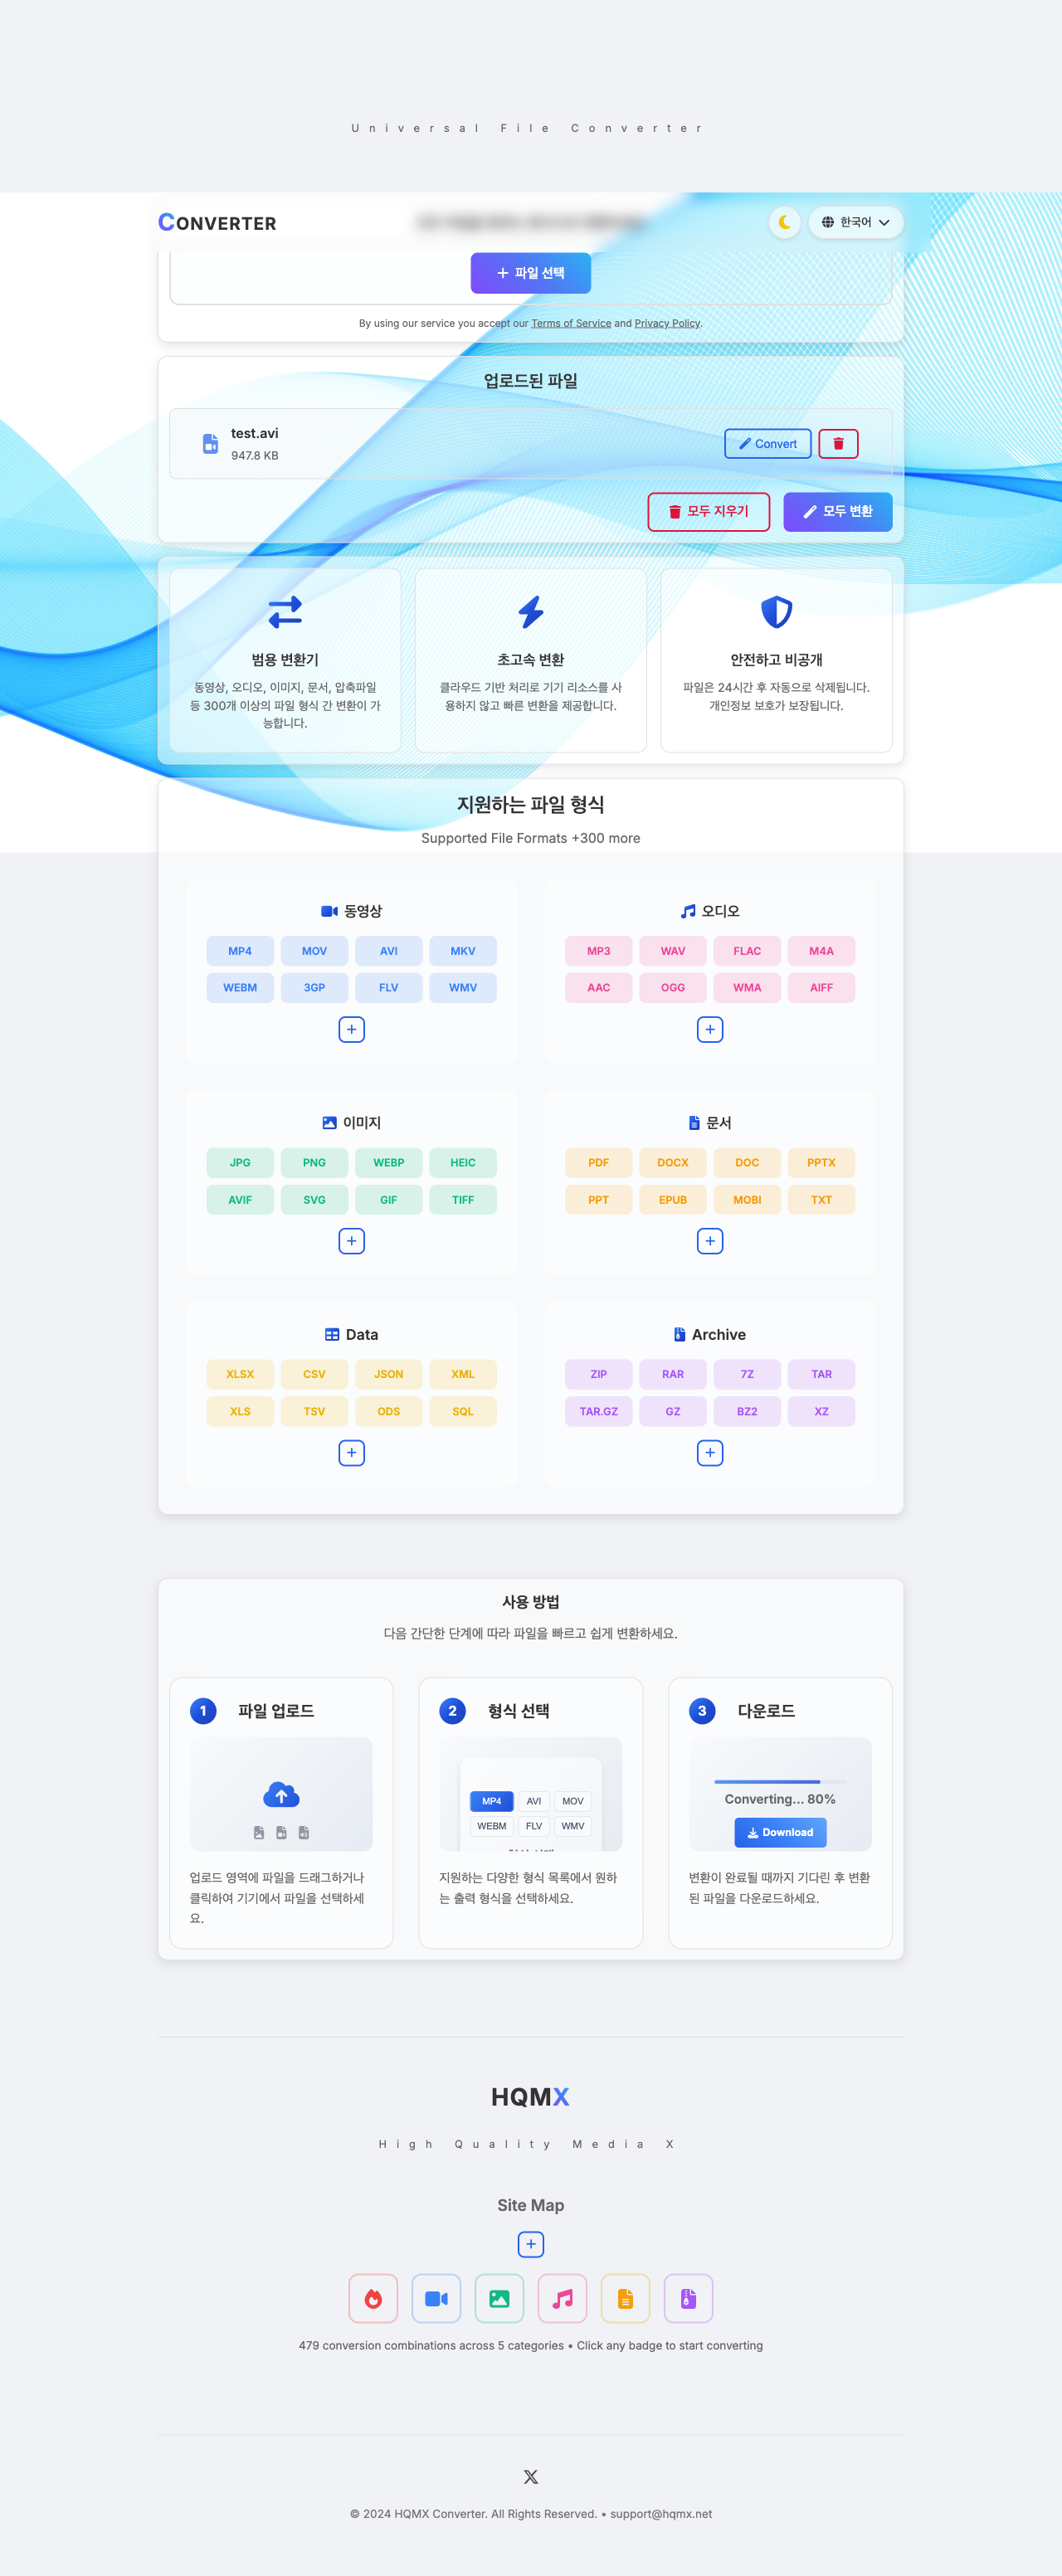 Universal File Converter
CONVERTER
한국어
파일 선택
By using our service you accept our Terms of Service and Privacy Policy.
업로드된 파일
test.avi
947.8 KB
Convert
모두 지우기
모두 변환
범용 변환기
동영상, 오디오, 이미지, 문서, 압축파일
등 300개 이상의 파일 형식 간 변환이 가
능합니다.
초고속 변환
클라우드 기반 처리로 기기 리소스를 사
용하지 않고 빠른 변환을 제공합니다.
안전하고 비공개
파일은 24시간 후 자동으로 삭제됩니다.
개인정보 보호가 보장됩니다.
지원하는 파일 형식
Supported File Formats +300 more
동영상
MP4 MOV AVI MKV
WEBM 3GP FLV WMV
오디오
MP3 WAV FLAC M4A
AAC OGG WMA AIFF
이미지
JPG PNG WEBP HEIC
AVIF SVG GIF TIFF
문서
PDF DOCX DOC PPTX
PPT EPUB MOBI TXT
Data
XLSX CSV JSON XML
XLS TSV ODS SQL
Archive
ZIP RAR 7Z TAR
TAR.GZ GZ BZ2 XZ
사용 방법
다음 간단한 단계에 따라 파일을 빠르고 쉽게 변환하세요.
1 파일 업로드
업로드 영역에 파일을 드래그하거나
클릭하여 기기에서 파일을 선택하세
요.
2 형식 선택
MP4 AVI MOV
WEBM FLV WMV
지원하는 다양한 형식 목록에서 원하
는 출력 형식을 선택하세요.
3 다운로드
Converting... 80%
Download
변환이 완료될 때까지 기다린 후 변환
된 파일을 다운로드하세요.
HQMX
High Quality Media X
Site Map
479 conversion combinations across 5 categories • Click any badge to start converting
© 2024 HQMX Converter. All Rights Reserved. • support@hqmx.net